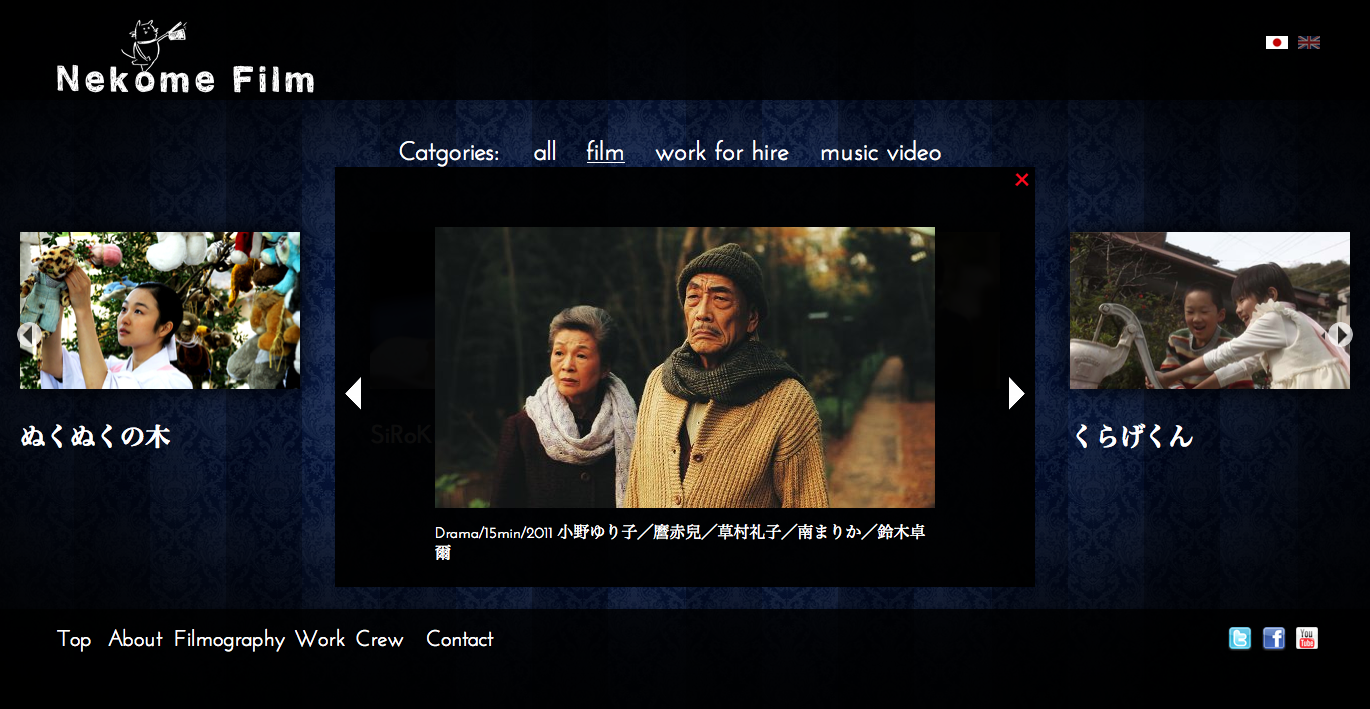 Nekome Film
Catgories: all film work for hire music video
ぬくぬくの木
SiRoK
くらげくん
Drama/15min/2011 小野ゆり子／麿赤兒／草村礼子／南まりか／鈴木卓
爾
Top About Filmography Work Crew Contact
You
Tube